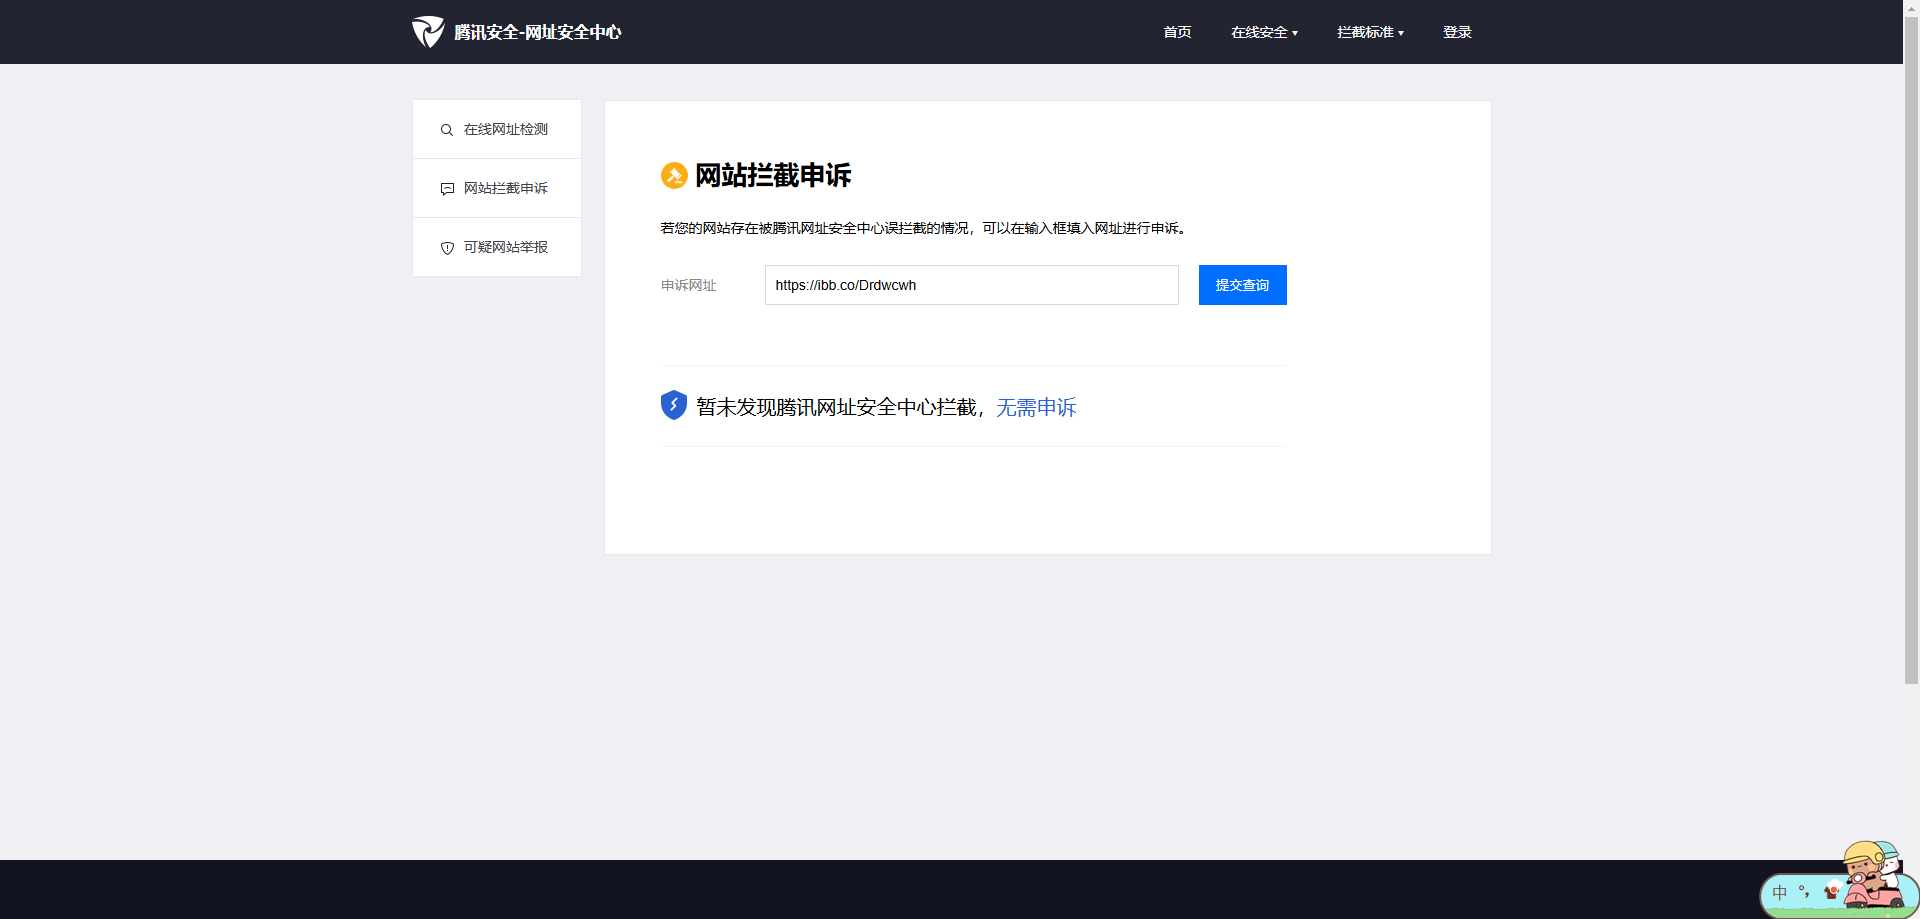 腾讯安全-网址安全中心
首页
在线安全
拦截标准
登录
在线网址检测
网站拦截申诉
可疑网站举报
网站拦截申诉
若您的网站存在被腾讯网址安全中心误拦截的情况，可以在输入框填入网址进行申诉。
申诉网址
https://ibb.co/Drdwcwh
提交查询
暂未发现腾讯网址安全中心拦截，无需申诉
中 °，